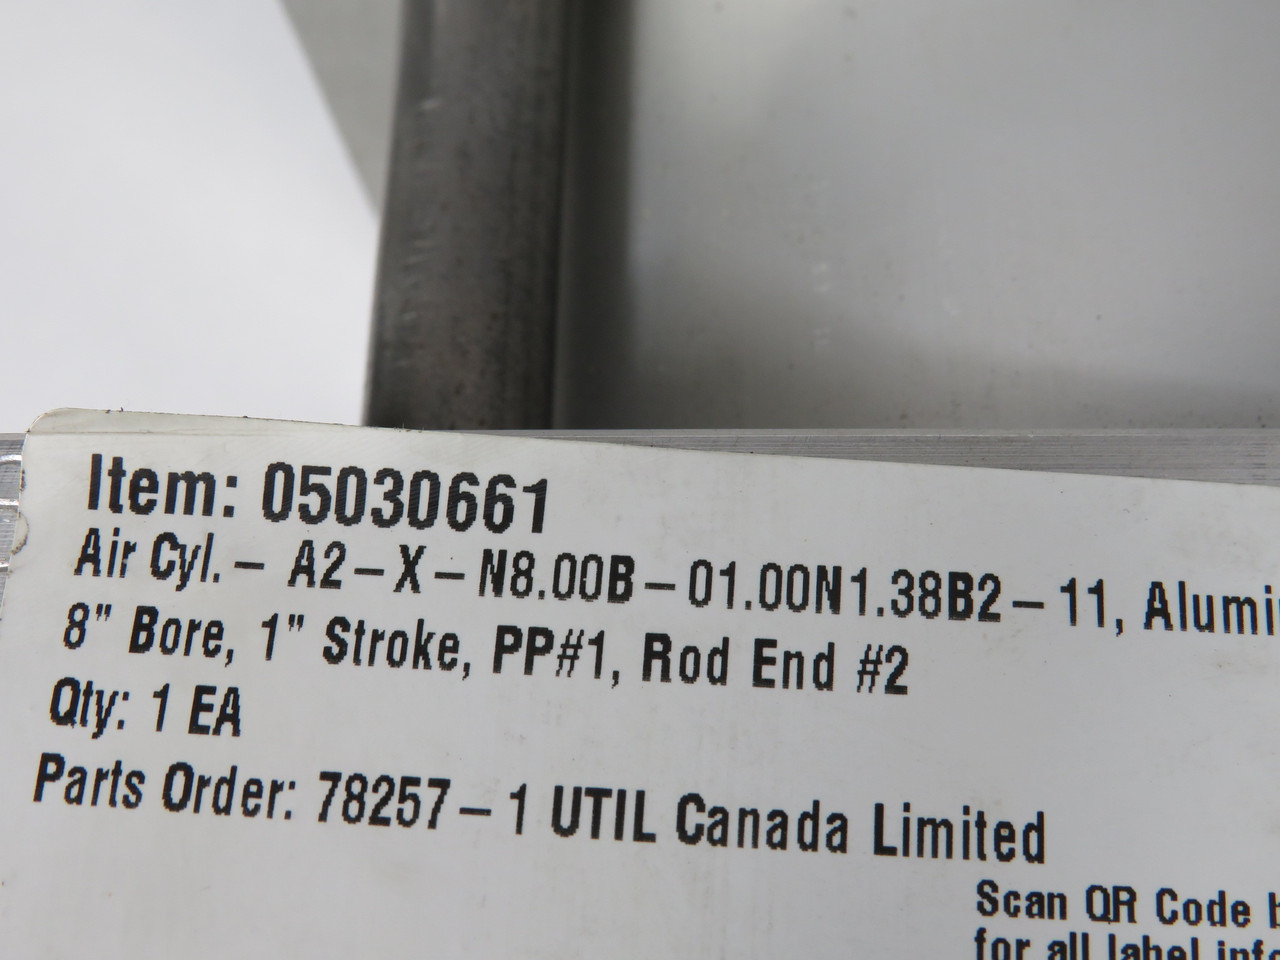 Item: 05030661
Air Cyl. - A2-X-N8.00B-01.00N1.38B2-11,
8" Bore, 1" Stroke, PP#1, Rod End #2
Qty: 1 EA
Parts Order: 78257-1 UTIL Canada Limited
Scan QR Code
for all label